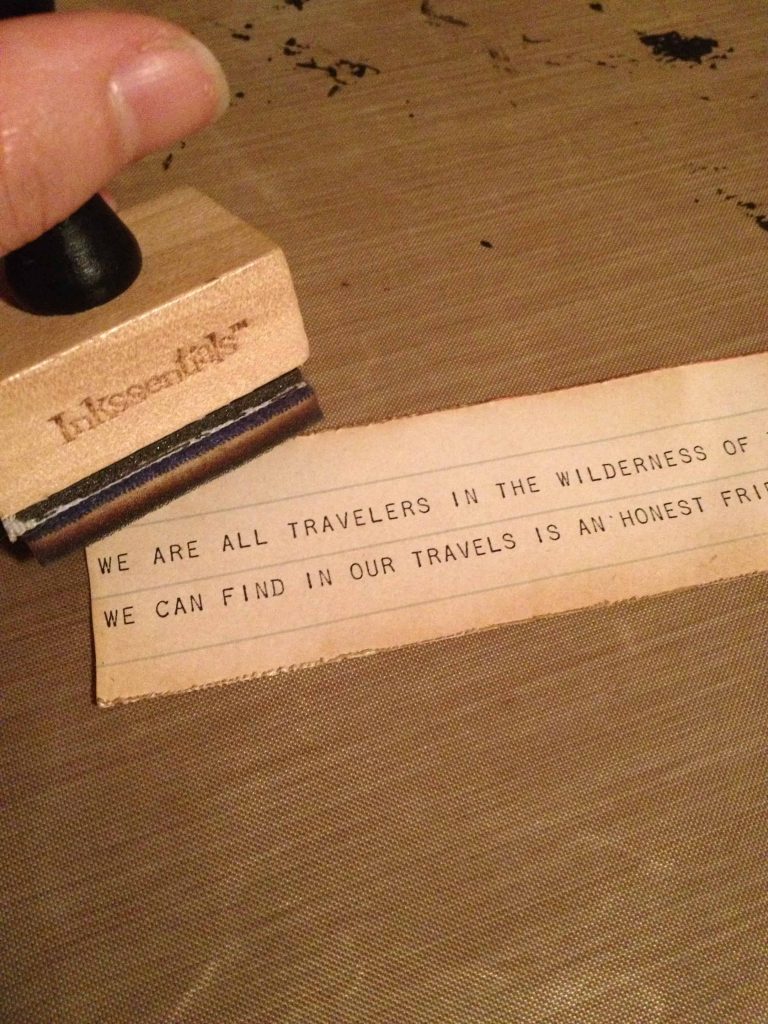 Inkssentials™
WE ARE ALL TRAVELERS IN THE WILDERNESS OF
WE CAN FIND IN OUR TRAVELS IS AN HONEST